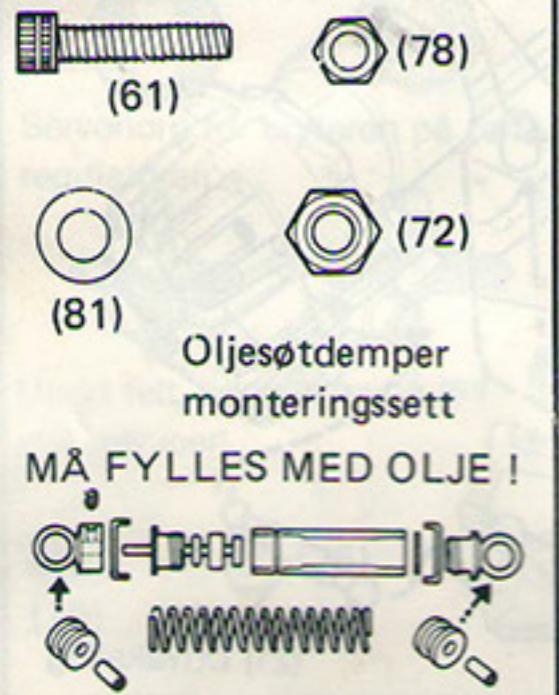 (61)
(78)
(81)
(72)
Oljesøtdemper
monteringssett
MÅ FYLLES MED OLJE !